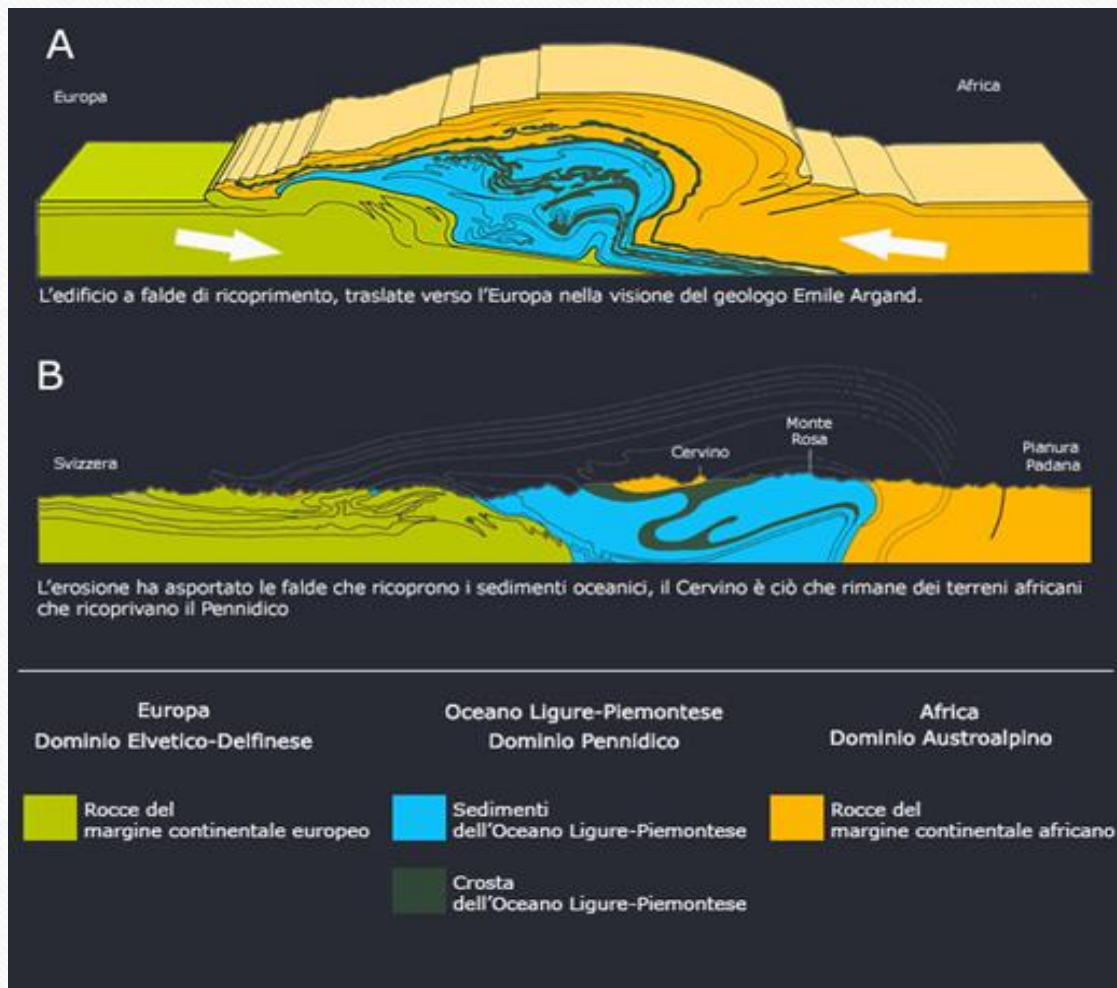 A
Europa
Africa
L'edificio a falde di ricoprimento, traslate verso l'Europa nella visione del geologo Emile Argand.
B
Svizzera
Cervino
Monte
Rosa
Pianura
Padana
L'erosione ha asportato le falde che ricoprono i sedimenti oceanici, il Cervino è ciò che rimane dei terreni africani
che ricoprivano il Pennidico
Europa
Dominio Elvetico-Delfinese
Oceano Ligure-Piemontese
Dominio Pennidico
Africa
Dominio Austroalpino
Rocce del
margine continentale europeo
Sedimenti
dell'Oceano Ligure-Piemontese
Rocce del
margine continentale africano
Crosta
dell'Oceano Ligure-Piemontese